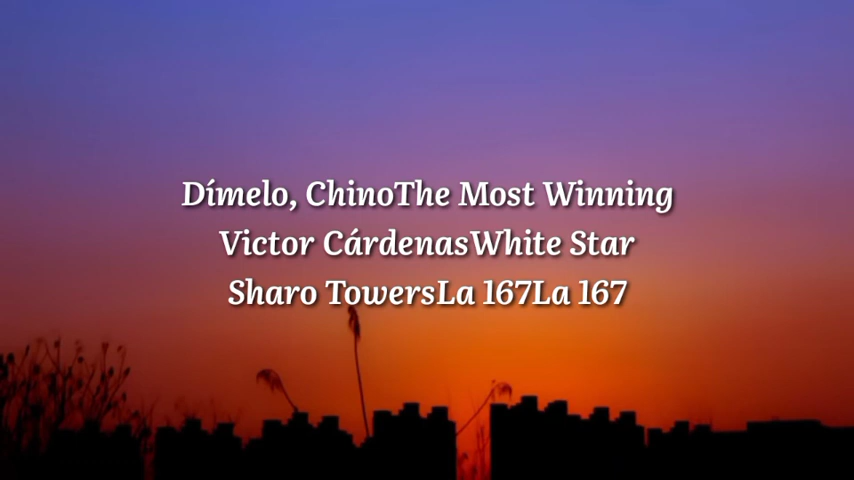 Dímelo, ChinoThe Most Winning
Victor CárdenasWhite Star
Sharo TowersLa 167La 167